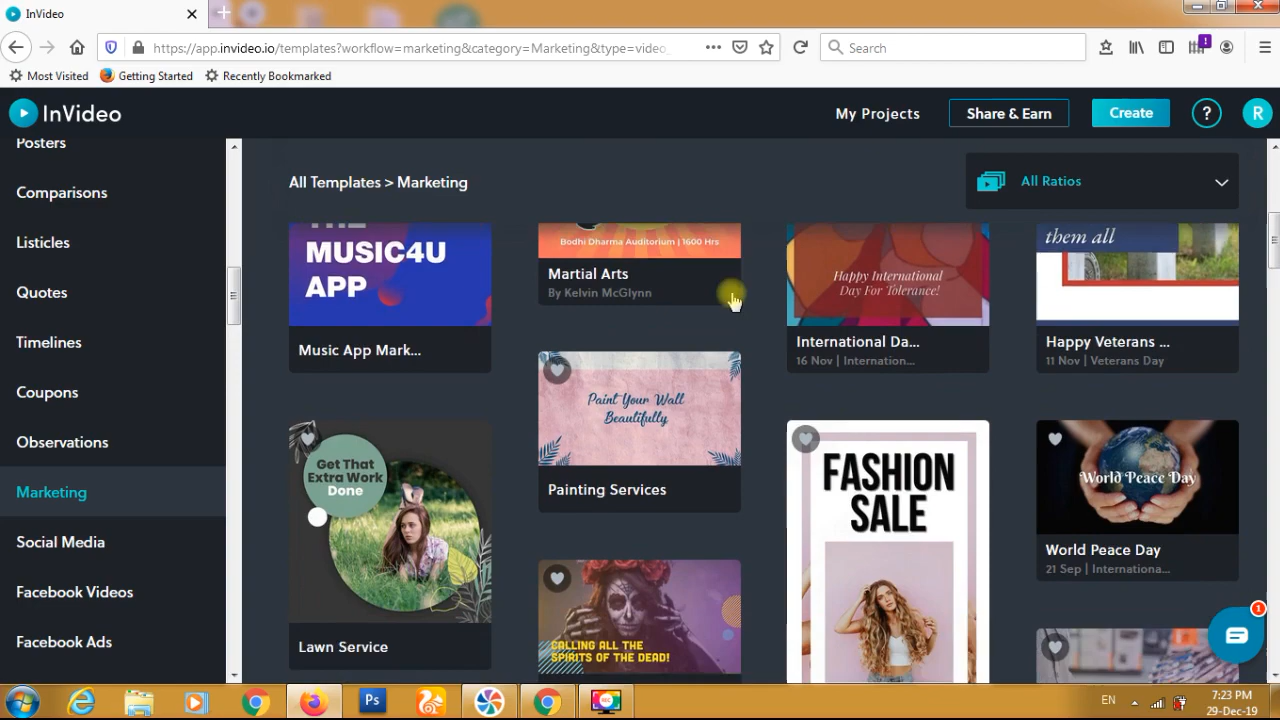 InVideo
https://app.invideo.io/templates?workflow=marketing&category=Marketing&type=video_
Search
1
Most Visited
Getting Started
Recently Bookmarked
InVideo
My Projects
Share & Earn
Create
?
R
Posters
Comparisons
Listicles
Quotes
Timelines
Coupons
Observations
Marketing
Social Media
Facebook Videos
Facebook Ads
All Templates > Marketing
All Ratios
THE
MUSIC4U
APP
Music App Mark...
Bodhi Dharma Auditorium | 1600 Hrs
Martial Arts
By Kelvin McGlynn
Happy International
Day For Tolerance!
International Da...
16 Nov | Internation...
them all
Happy Veterans ...
11 Nov | Veterans Day
Get That
Extra Work
Done
Lawn Service
Paint Your Wall
Beautifully
Painting Services
CALLING ALL THE
SPIRITS OF THE DEAD!
FASHION
SALE
World Peace Day
World Peace Day
21 Sep | Internationa...
1
Ps
REC
EN
7:23 PM
29-Dec-19